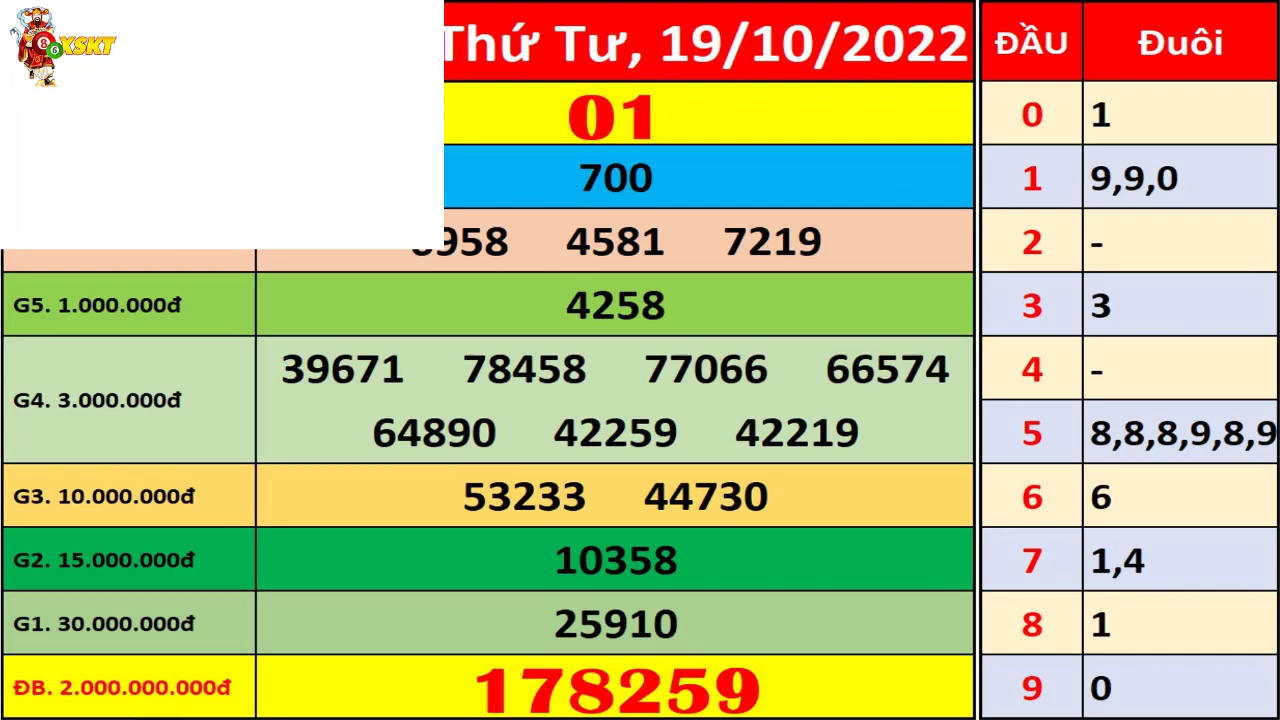 XSKT
Thứ Tư, 19/10/2022 ĐẦU Đuôi
01 0 1
700 1 9,9,0
4581 7219 2 -
G5. 1.000.000đ 4258 3 3
39671 78458 77066 66574 4 -
G4. 3.000.000đ
64890 42259 42219 5 8,8,8,9,8,9
G3. 10.000.000đ 53233 44730 6 6
G2. 15.000.000đ 10358 7 1,4
G1. 30.000.000đ 25910 8 1
ĐB. 2.000.000.000đ 178259 9 0